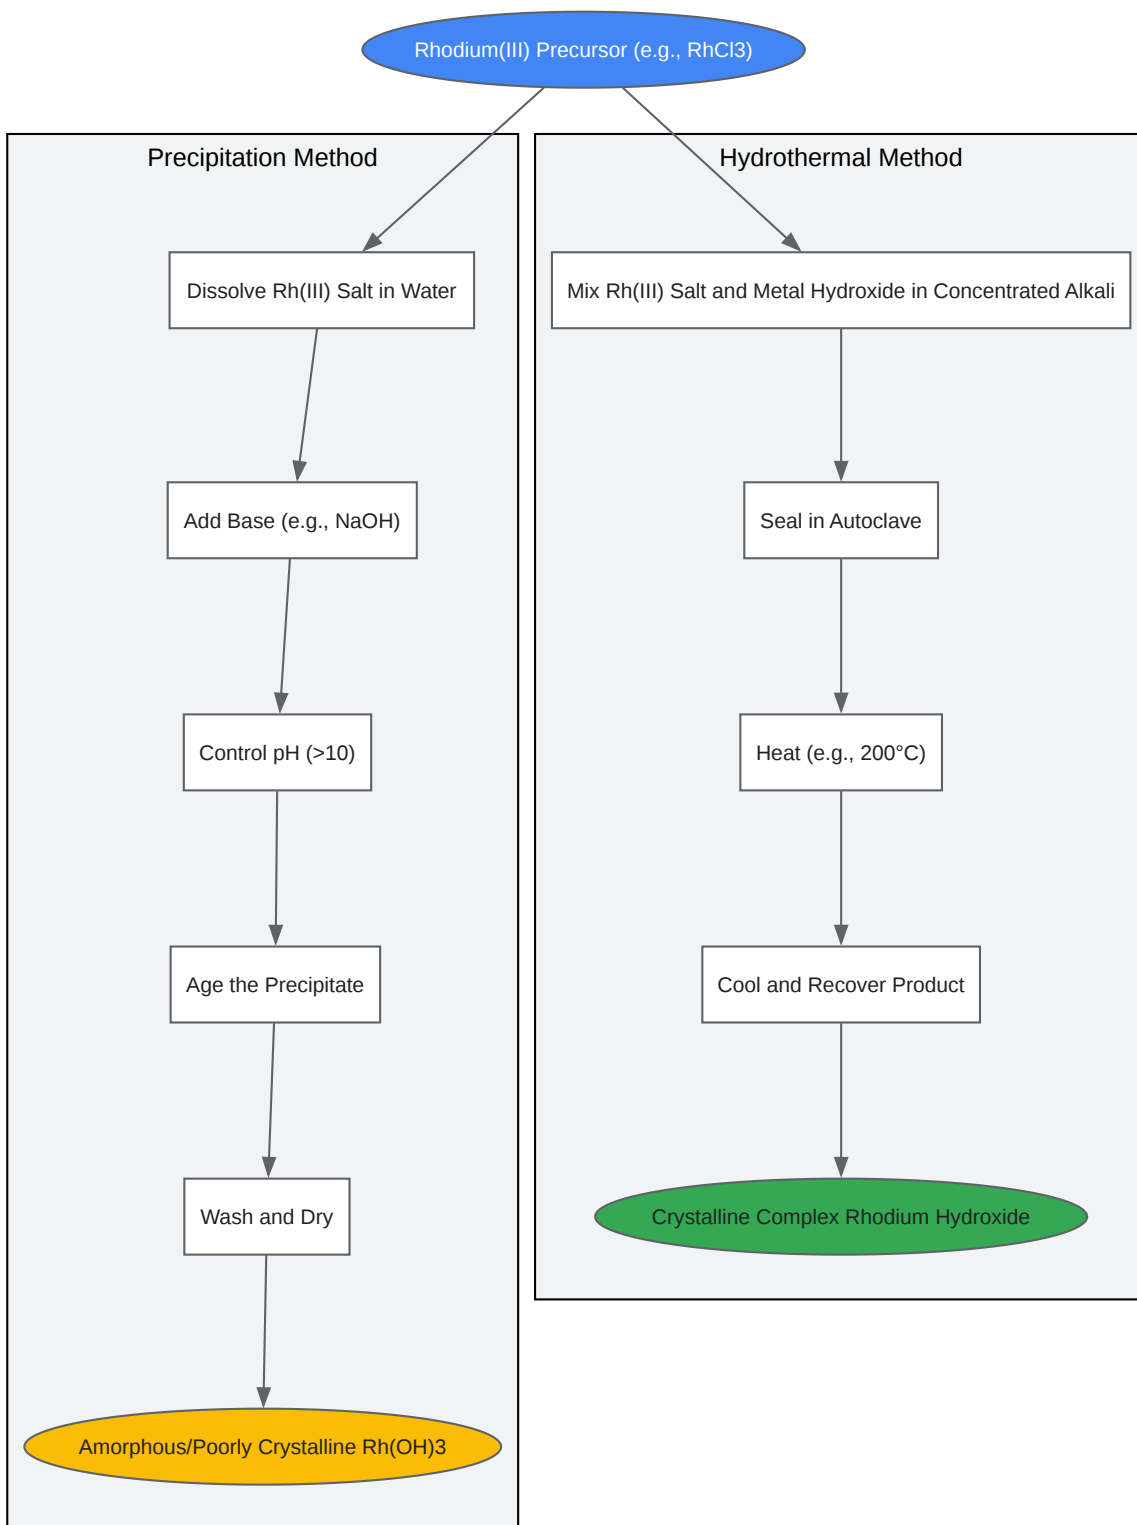 Rhodium(III) Precursor (e.g., RhCl3)
Precipitation Method
Dissolve Rh(III) Salt in Water
Add Base (e.g., NaOH)
Control pH (>10)
Age the Precipitate
Wash and Dry
Amorphous/Poorly Crystalline Rh(OH)3
Hydrothermal Method
Mix Rh(III) Salt and Metal Hydroxide in Concentrated Alkali
Seal in Autoclave
Heat (e.g., 200°C)
Cool and Recover Product
Crystalline Complex Rhodium Hydroxide